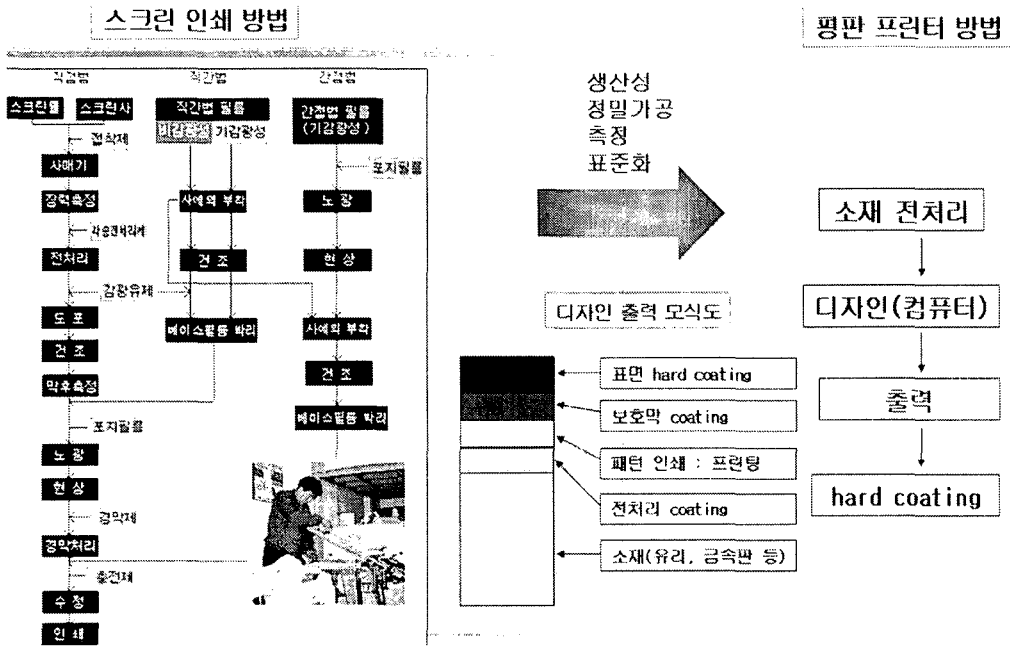 스크린 인쇄 방법
평판 프린터 방법
직접법
직간법
간접법
스크린틀 스크린사
접착제
사메기
장력측정
전처리
감광유제
도 포
건 조
막후측정
포지필름
노 광
현 상
경막제
경막처리
충전제
수 정
인 쇄
직간법 필름
비감광성 기감광성
사에의 부착
건 조
베이스필름 박리
간접법 필름
(기감광성)
포지필름
노 광
현 상
사에의 부착
건 조
베이스필름 박리
생산성
정밀가공
측정
표준화
디자인 출력 모식도
표면 hard coating
보호막 coating
패턴 인쇄 : 프린팅
전처리 coating
소재(유리, 금속판 등)
소재 전처리
디자인(컴퓨터)
출력
hard coating